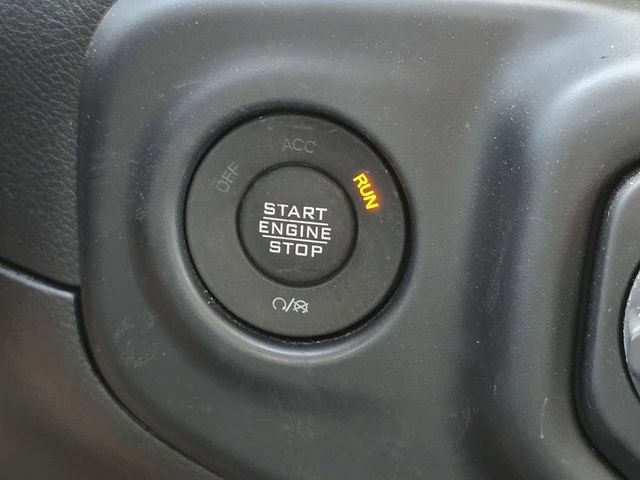 ACC
OFF
RUN
START
ENGINE
STOP